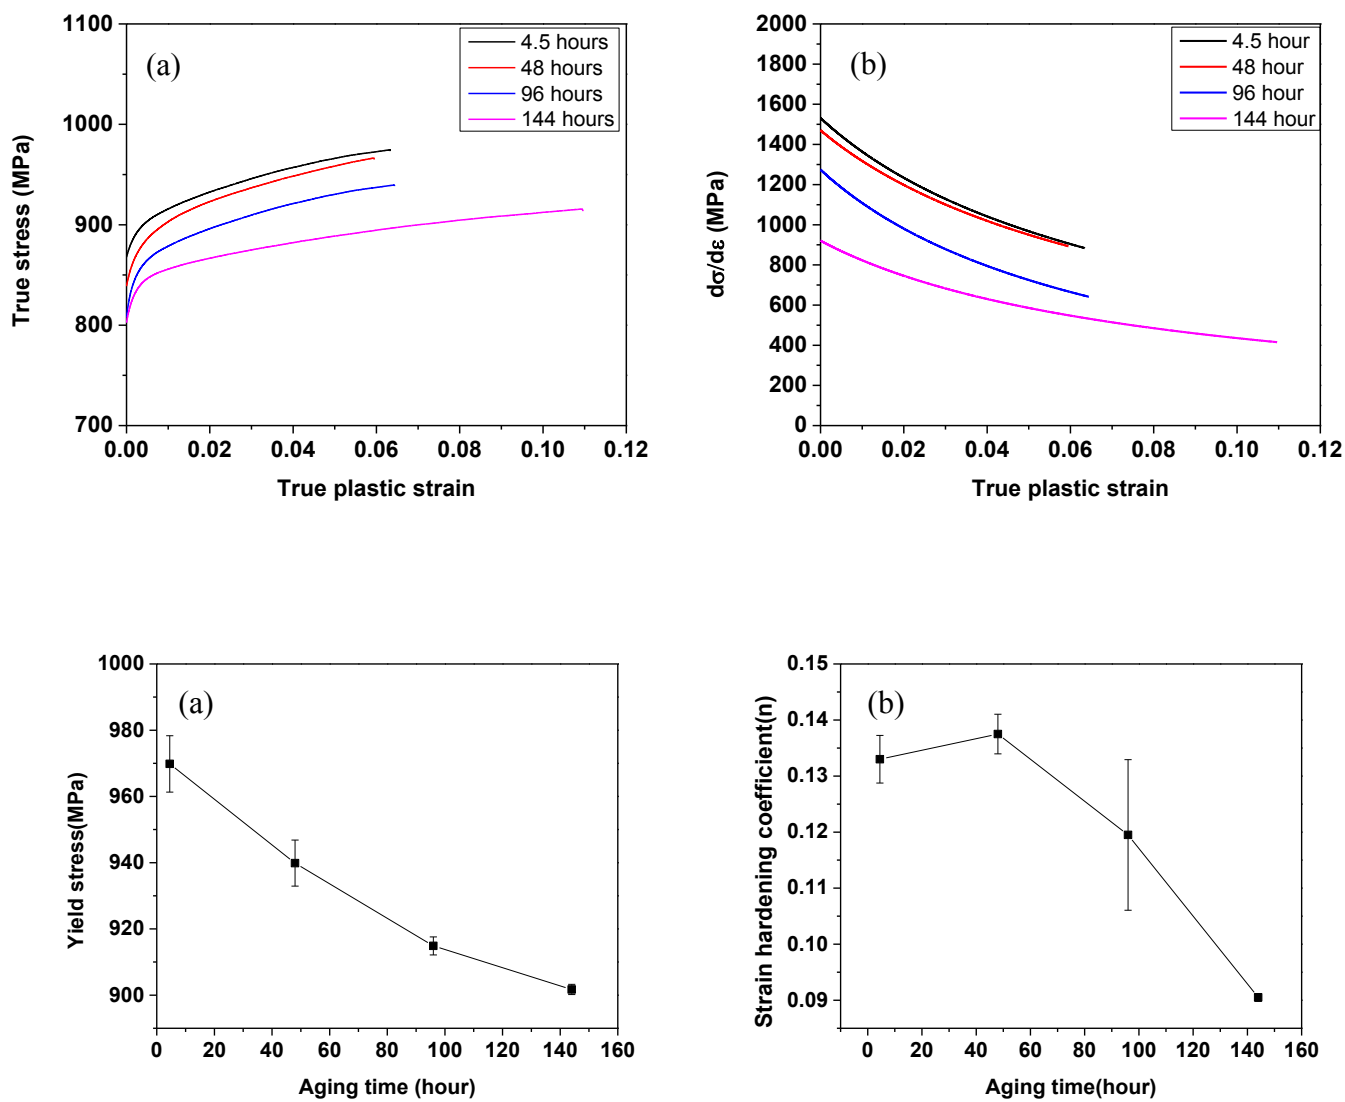 1100
1000
900
800
700
0.00 0.02 0.04 0.06 0.08 0.10 0.12
True stress (MPa)
True plastic strain
(a)
4.5 hours
48 hours
96 hours
144 hours
2000
1800
1600
1400
1200
1000
800
600
400
200
0
0.00 0.02 0.04 0.06 0.08 0.10 0.12
dσ/dε (MPa)
True plastic strain
(b)
4.5 hour
48 hour
96 hour
144 hour
1000
980
960
940
920
900
0 20 40 60 80 100 120 140 160
Yield stress(MPa)
Aging time (hour)
(a)
0.15
0.14
0.13
0.12
0.11
0.10
0.09
0 20 40 60 80 100 120 140 160
Strain hardening coefficient(n)
Aging time(hour)
(b)